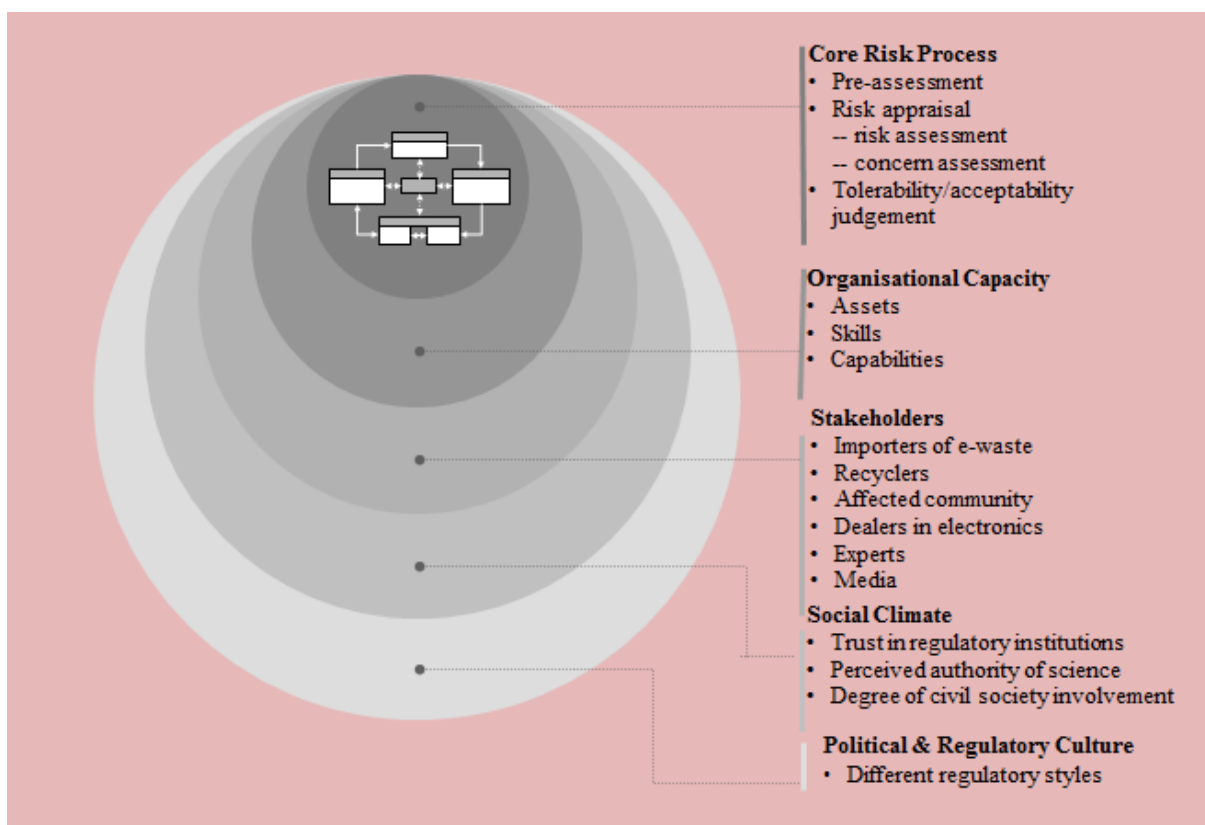 Core Risk Process
• Pre-assessment
• Risk appraisal
-- risk assessment
-- concern assessment
• Tolerability/acceptability
judgement
Organisational Capacity
• Assets
• Skills
• Capabilities
Stakeholders
• Importers of e-waste
• Recyclers
• Affected community
• Dealers in electronics
• Experts
• Media
Social Climate
• Trust in regulatory institutions
• Perceived authority of science
• Degree of civil society involvement
Political & Regulatory Culture
• Different regulatory styles